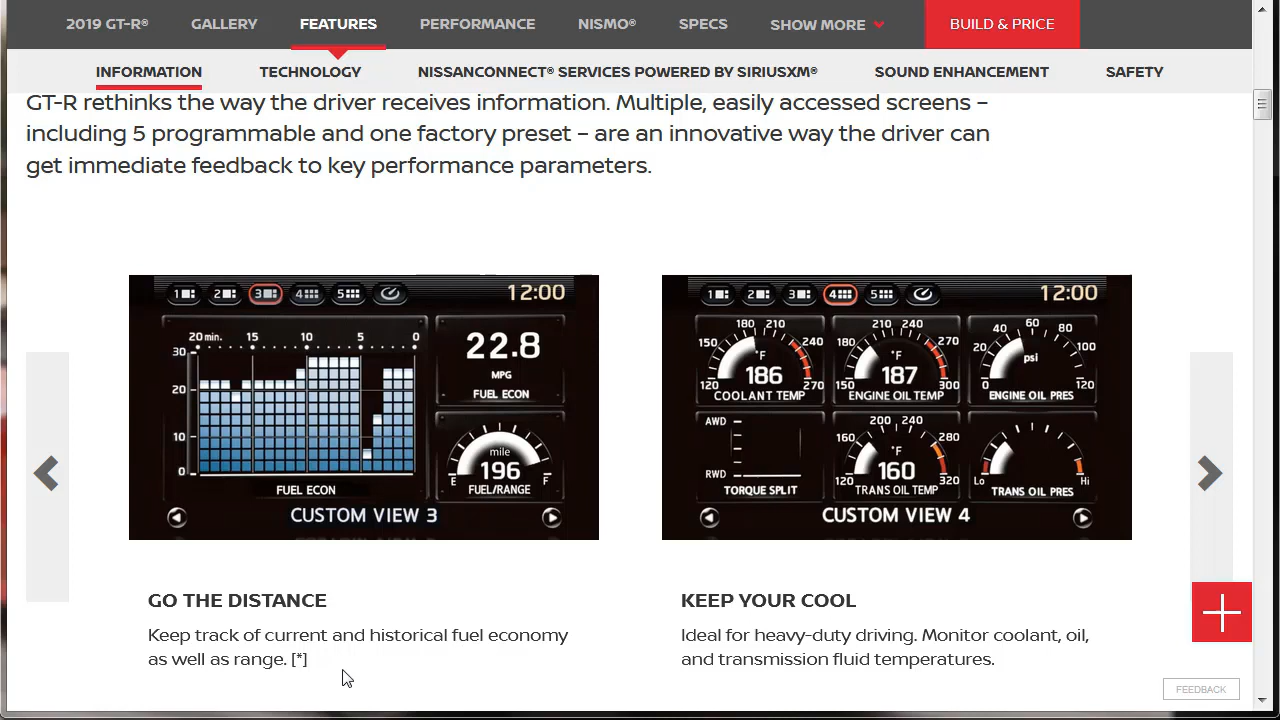 2019 GT-R® GALLERY FEATURES PERFORMANCE NISMO® SPECS SHOW MORE BUILD & PRICE
INFORMATION TECHNOLOGY NISSANCONNECT® SERVICES POWERED BY SIRIUSXM® SOUND ENHANCEMENT SAFETY
GT-R rethinks the way the driver receives information. Multiple, easily accessed screens –
including 5 programmable and one factory preset – are an innovative way the driver can
get immediate feedback to key performance parameters.
1 2 3 4 5 12:00
20 min. 15 10 5 0
30
20
10
0
FUEL ECON
22.8
MPG
FUEL ECON
mile
196
E F
FUEL/RANGE
CUSTOM VIEW 3
1 2 3 4 5 12:00
120 150 180 210 240 270
°F
186
COOLANT TEMP
150 180 210 240 270 300
°F
187
ENGINE OIL TEMP
0 20 40 60 80 100 120
psi
ENGINE OIL PRES
AWD
RWD
TORQUE SPLIT
120 160 200 240 280 320
°F
160
TRANS OIL TEMP
Lo Hi
TRANS OIL PRES
CUSTOM VIEW 4
GO THE DISTANCE
Keep track of current and historical fuel economy
as well as range. [*]
KEEP YOUR COOL
Ideal for heavy-duty driving. Monitor coolant, oil,
and transmission fluid temperatures.
FEEDBACK